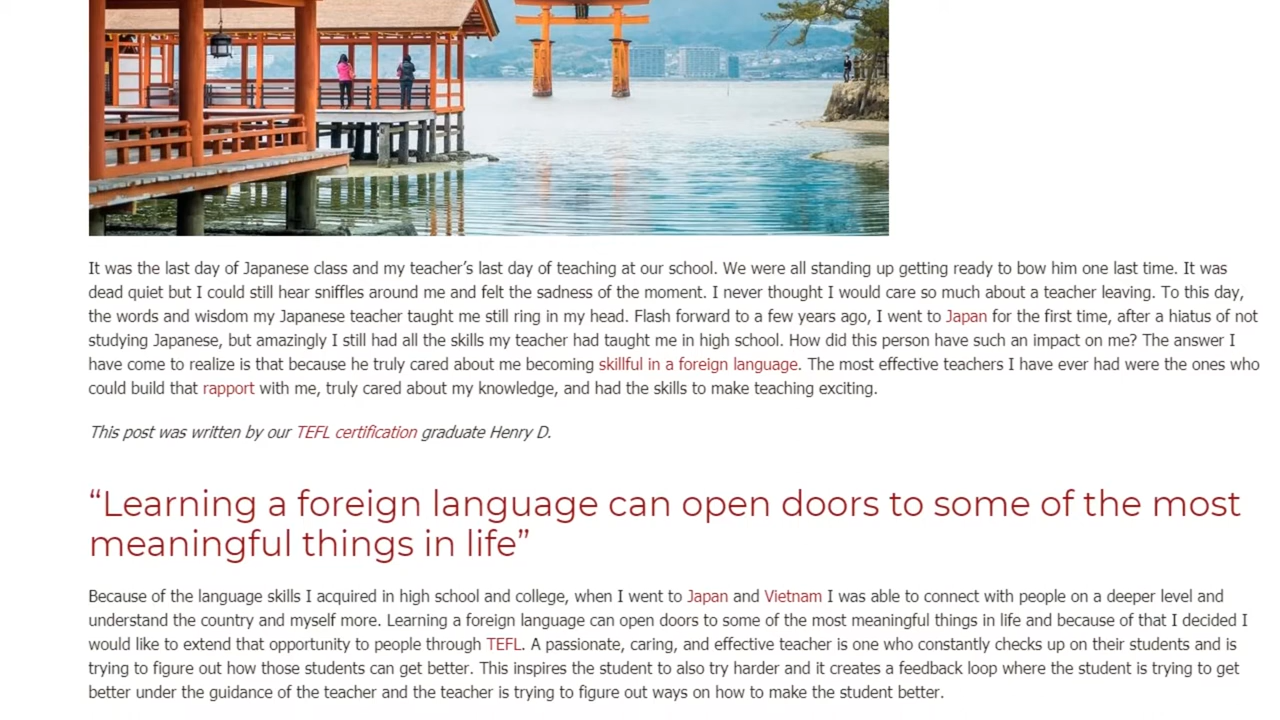 It was the last day of Japanese class and my teacher’s last day of teaching at our school. We were all standing up getting ready to bow him one last time. It was
dead quiet but I could still hear sniffles around me and felt the sadness of the moment. I never thought I would care so much about a teacher leaving. To this day,
the words and wisdom my Japanese teacher taught me still ring in my head. Flash forward to a few years ago, I went to Japan for the first time, after a hiatus of not
studying Japanese, but amazingly I still had all the skills my teacher had taught me in high school. How did this person have such an impact on me? The answer I
have come to realize is that because he truly cared about me becoming skillful in a foreign language. The most effective teachers I have ever had were the ones who
could build that rapport with me, truly cared about my knowledge, and had the skills to make teaching exciting.
This post was written by our TEFL certification graduate Henry D.
“Learning a foreign language can open doors to some of the most
meaningful things in life”
Because of the language skills I acquired in high school and college, when I went to Japan and Vietnam I was able to connect with people on a deeper level and
understand the country and myself more. Learning a foreign language can open doors to some of the most meaningful things in life and because of that I decided I
would like to extend that opportunity to people through TEFL. A passionate, caring, and effective teacher is one who constantly checks up on their students and is
trying to figure out how those students can get better. This inspires the student to also try harder and it creates a feedback loop where the student is trying to get
better under the guidance of the teacher and the teacher is trying to figure out ways on how to make the student better.